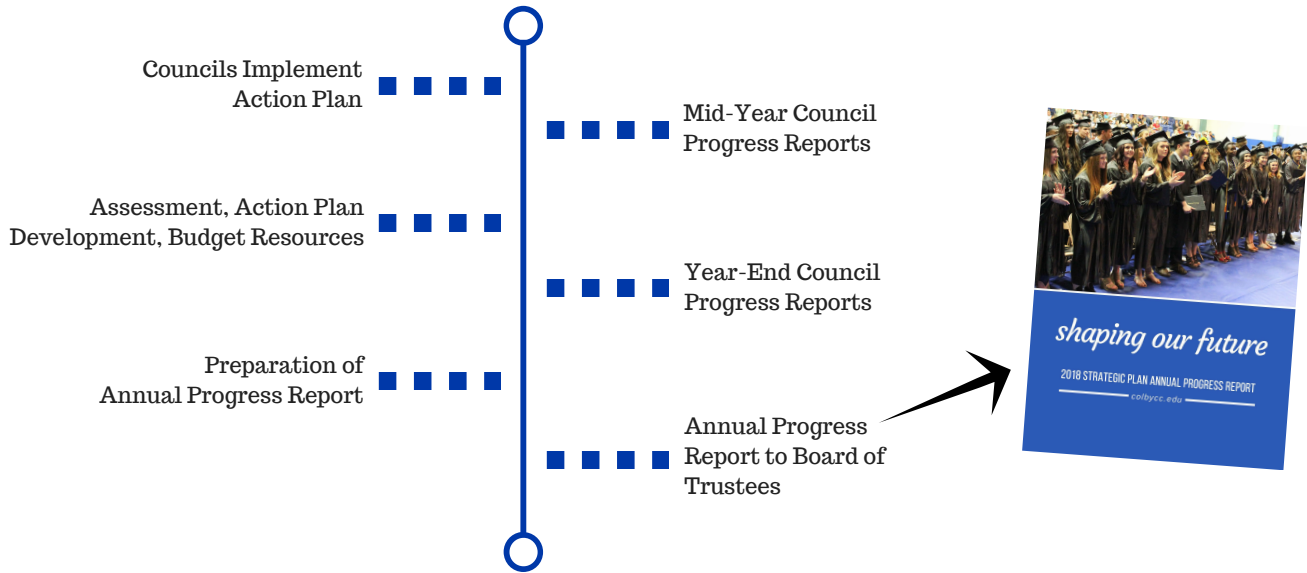 Councils Implement
Action Plan
Mid-Year Council
Progress Reports
Assessment, Action Plan
Development, Budget Resources
Year-End Council
Progress Reports
Preparation of
Annual Progress Report
Annual Progress
Report to Board of
Trustees
shaping our future
2018 STRATEGIC PLAN ANNUAL PROGRESS REPORT
colbycc.edu